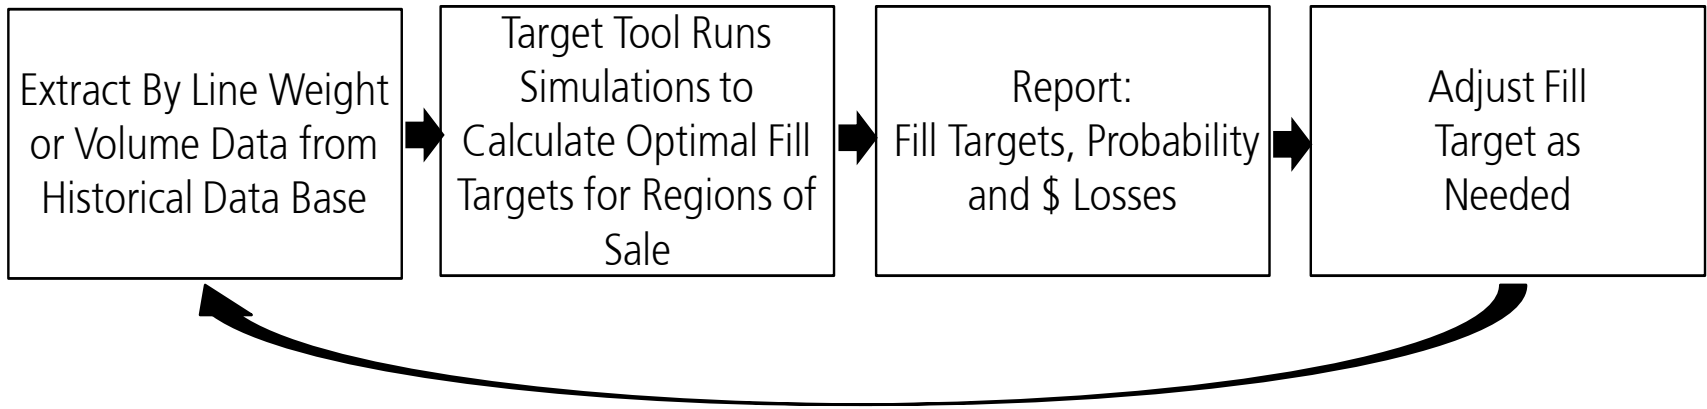 Extract By Line Weight
or Volume Data from
Historical Data Base
Target Tool Runs
Simulations to
Calculate Optimal Fill
Targets for Regions of
Sale
Report:
Fill Targets, Probability
and $ Losses
Adjust Fill
Target as
Needed